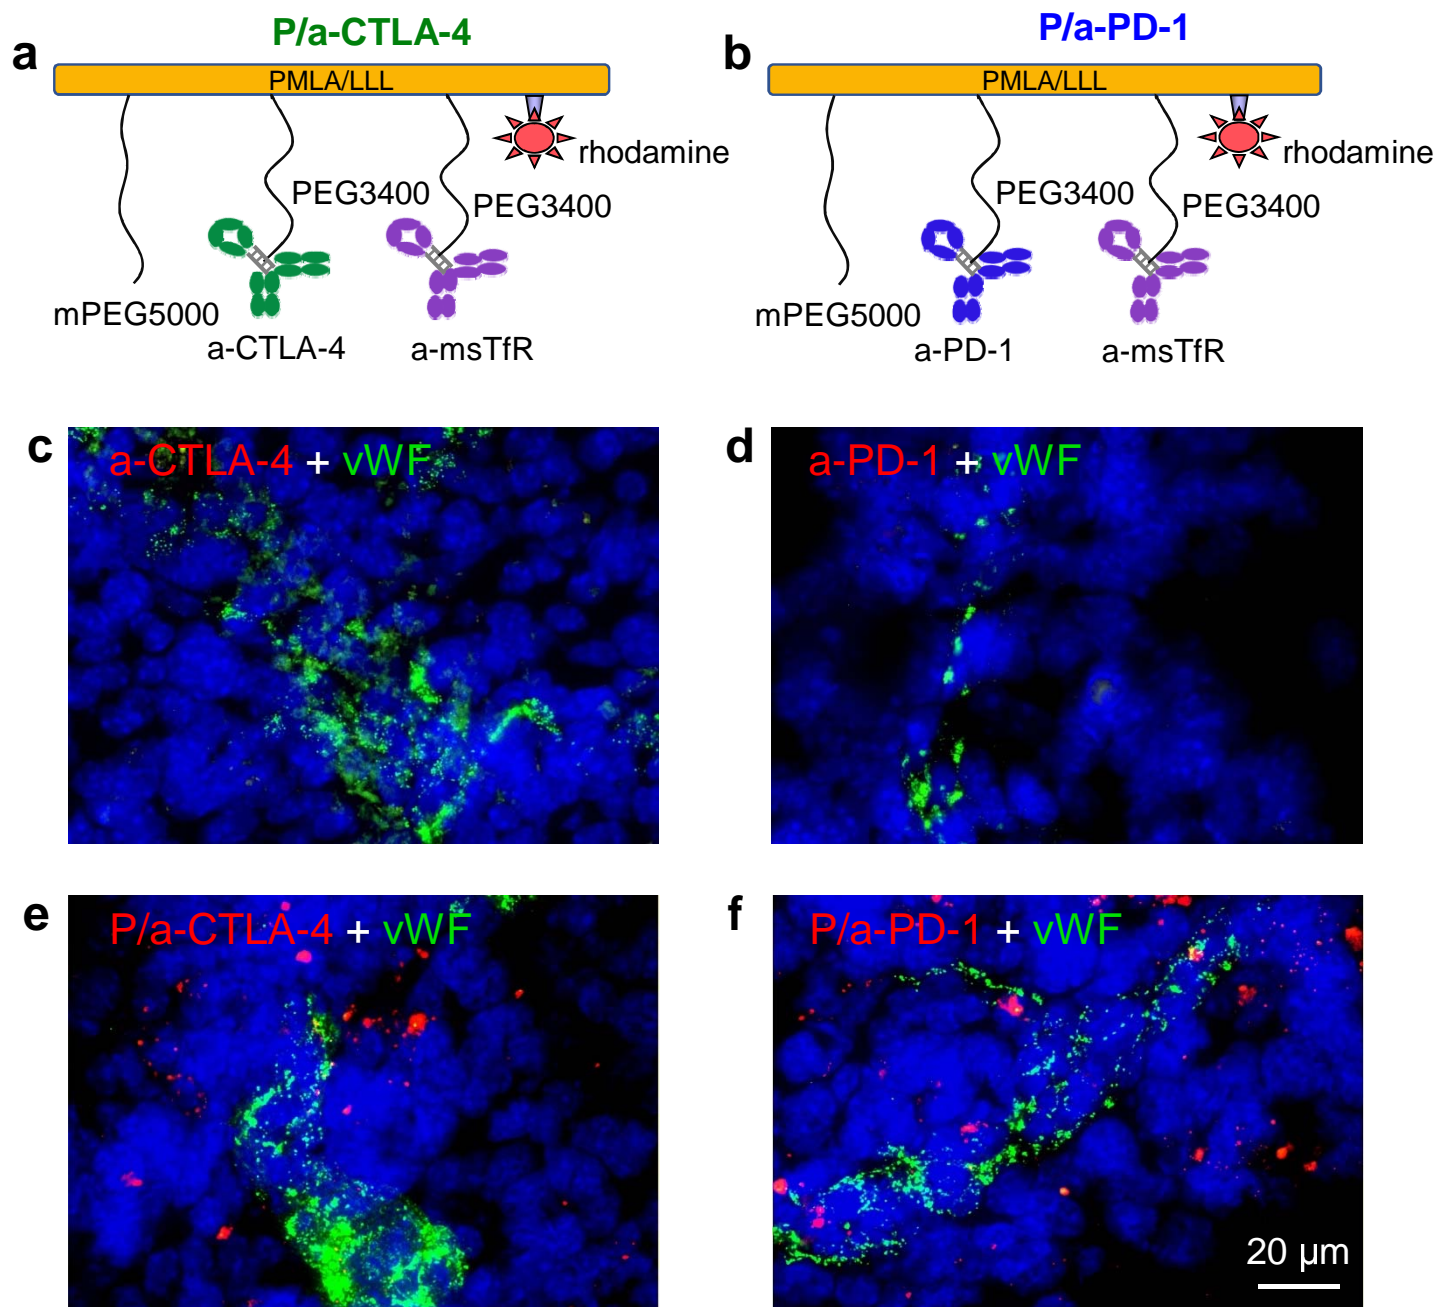 a
P/a-CTLA-4
PMLA/LLL
rhodamine
PEG3400
PEG3400
mPEG5000
a-CTLA-4
a-msTfR
b
P/a-PD-1
PMLA/LLL
rhodamine
PEG3400
PEG3400
mPEG5000
a-PD-1
a-msTfR
c
a-CTLA-4 + vWF
d
a-PD-1 + vWF
e
P/a-CTLA-4 + vWF
f
P/a-PD-1 + vWF
20 µm